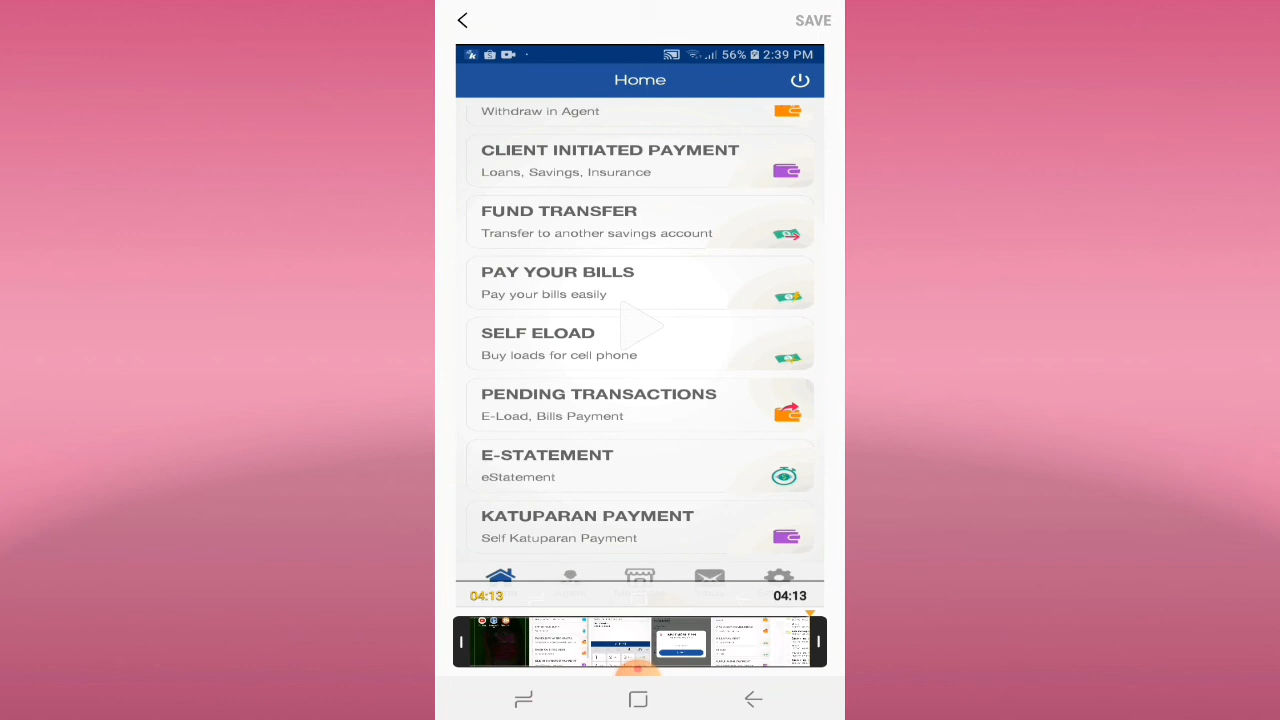 SAVE
56% 2:39 PM
Home
Withdraw in Agent
CLIENT INITIATED PAYMENT
Loans, Savings, Insurance
FUND TRANSFER
Transfer to another savings account
PAY YOUR BILLS
Pay your bills easily
SELF ELOAD
Buy loads for cell phone
PENDING TRANSACTIONS
E-Load, Bills Payment
E-STATEMENT
eStatement
KATUPARAN PAYMENT
Self Katuparan Payment
04:13 04:13